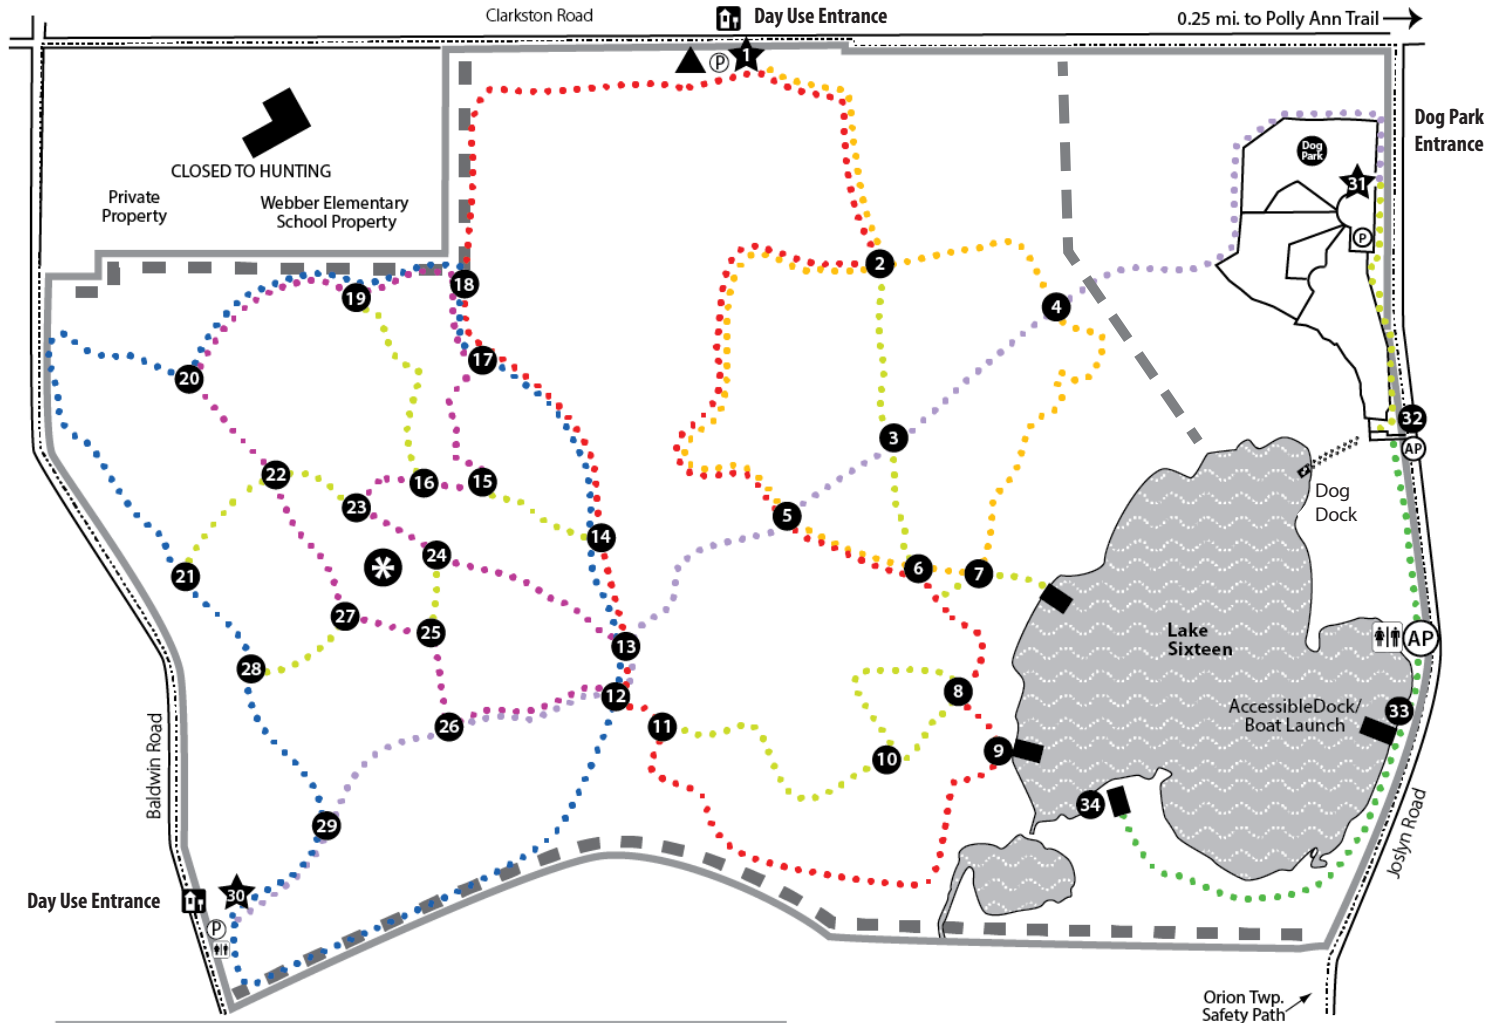 Clarkston Road
Day Use Entrance
0.25 mi. to Polly Ann Trail
P
1
Dog Park
Entrance
Dog
Park
31
P
CLOSED TO HUNTING
Private
Property
Webber Elementary
School Property
2
18
19
4
17
20
32
AP
3
22
16
15
23
5
Dog
Dock
14
24
6
7
21
27
25
13
Lake
Sixteen
AP
28
12
8
AccessibleDock/
Boat Launch
33
26
11
9
10
Baldwin Road
34
29
Joslyn Road
Day Use Entrance
30
P
Orion Twp.
Safety Path